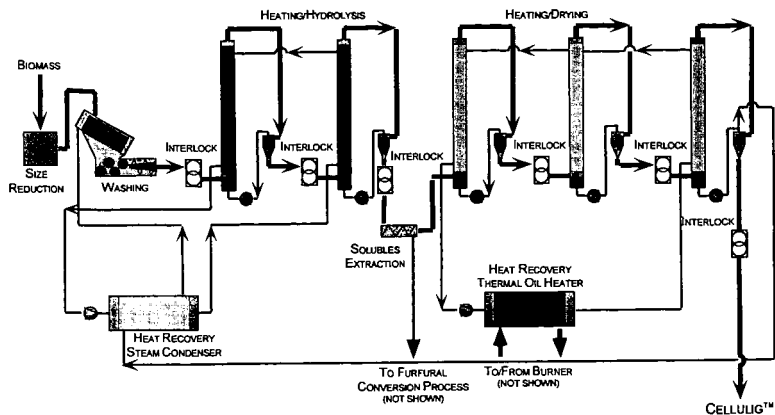 HEATING/HYDROLYSIS
HEATING/DRYING
BIOMASS
SIZE
REDUCTION
WASHING
INTERLOCK
INTERLOCK
INTERLOCK
INTERLOCK
INTERLOCK
INTERLOCK
SOLUBLES
EXTRACTION
HEAT RECOVERY
STEAM CONDENSER
HEAT RECOVERY
THERMAL OIL HEATER
TO FURFURAL
CONVERSION PROCESS
(NOT SHOWN)
TO/FROM BURNER
(NOT SHOWN)
CELLULIG™